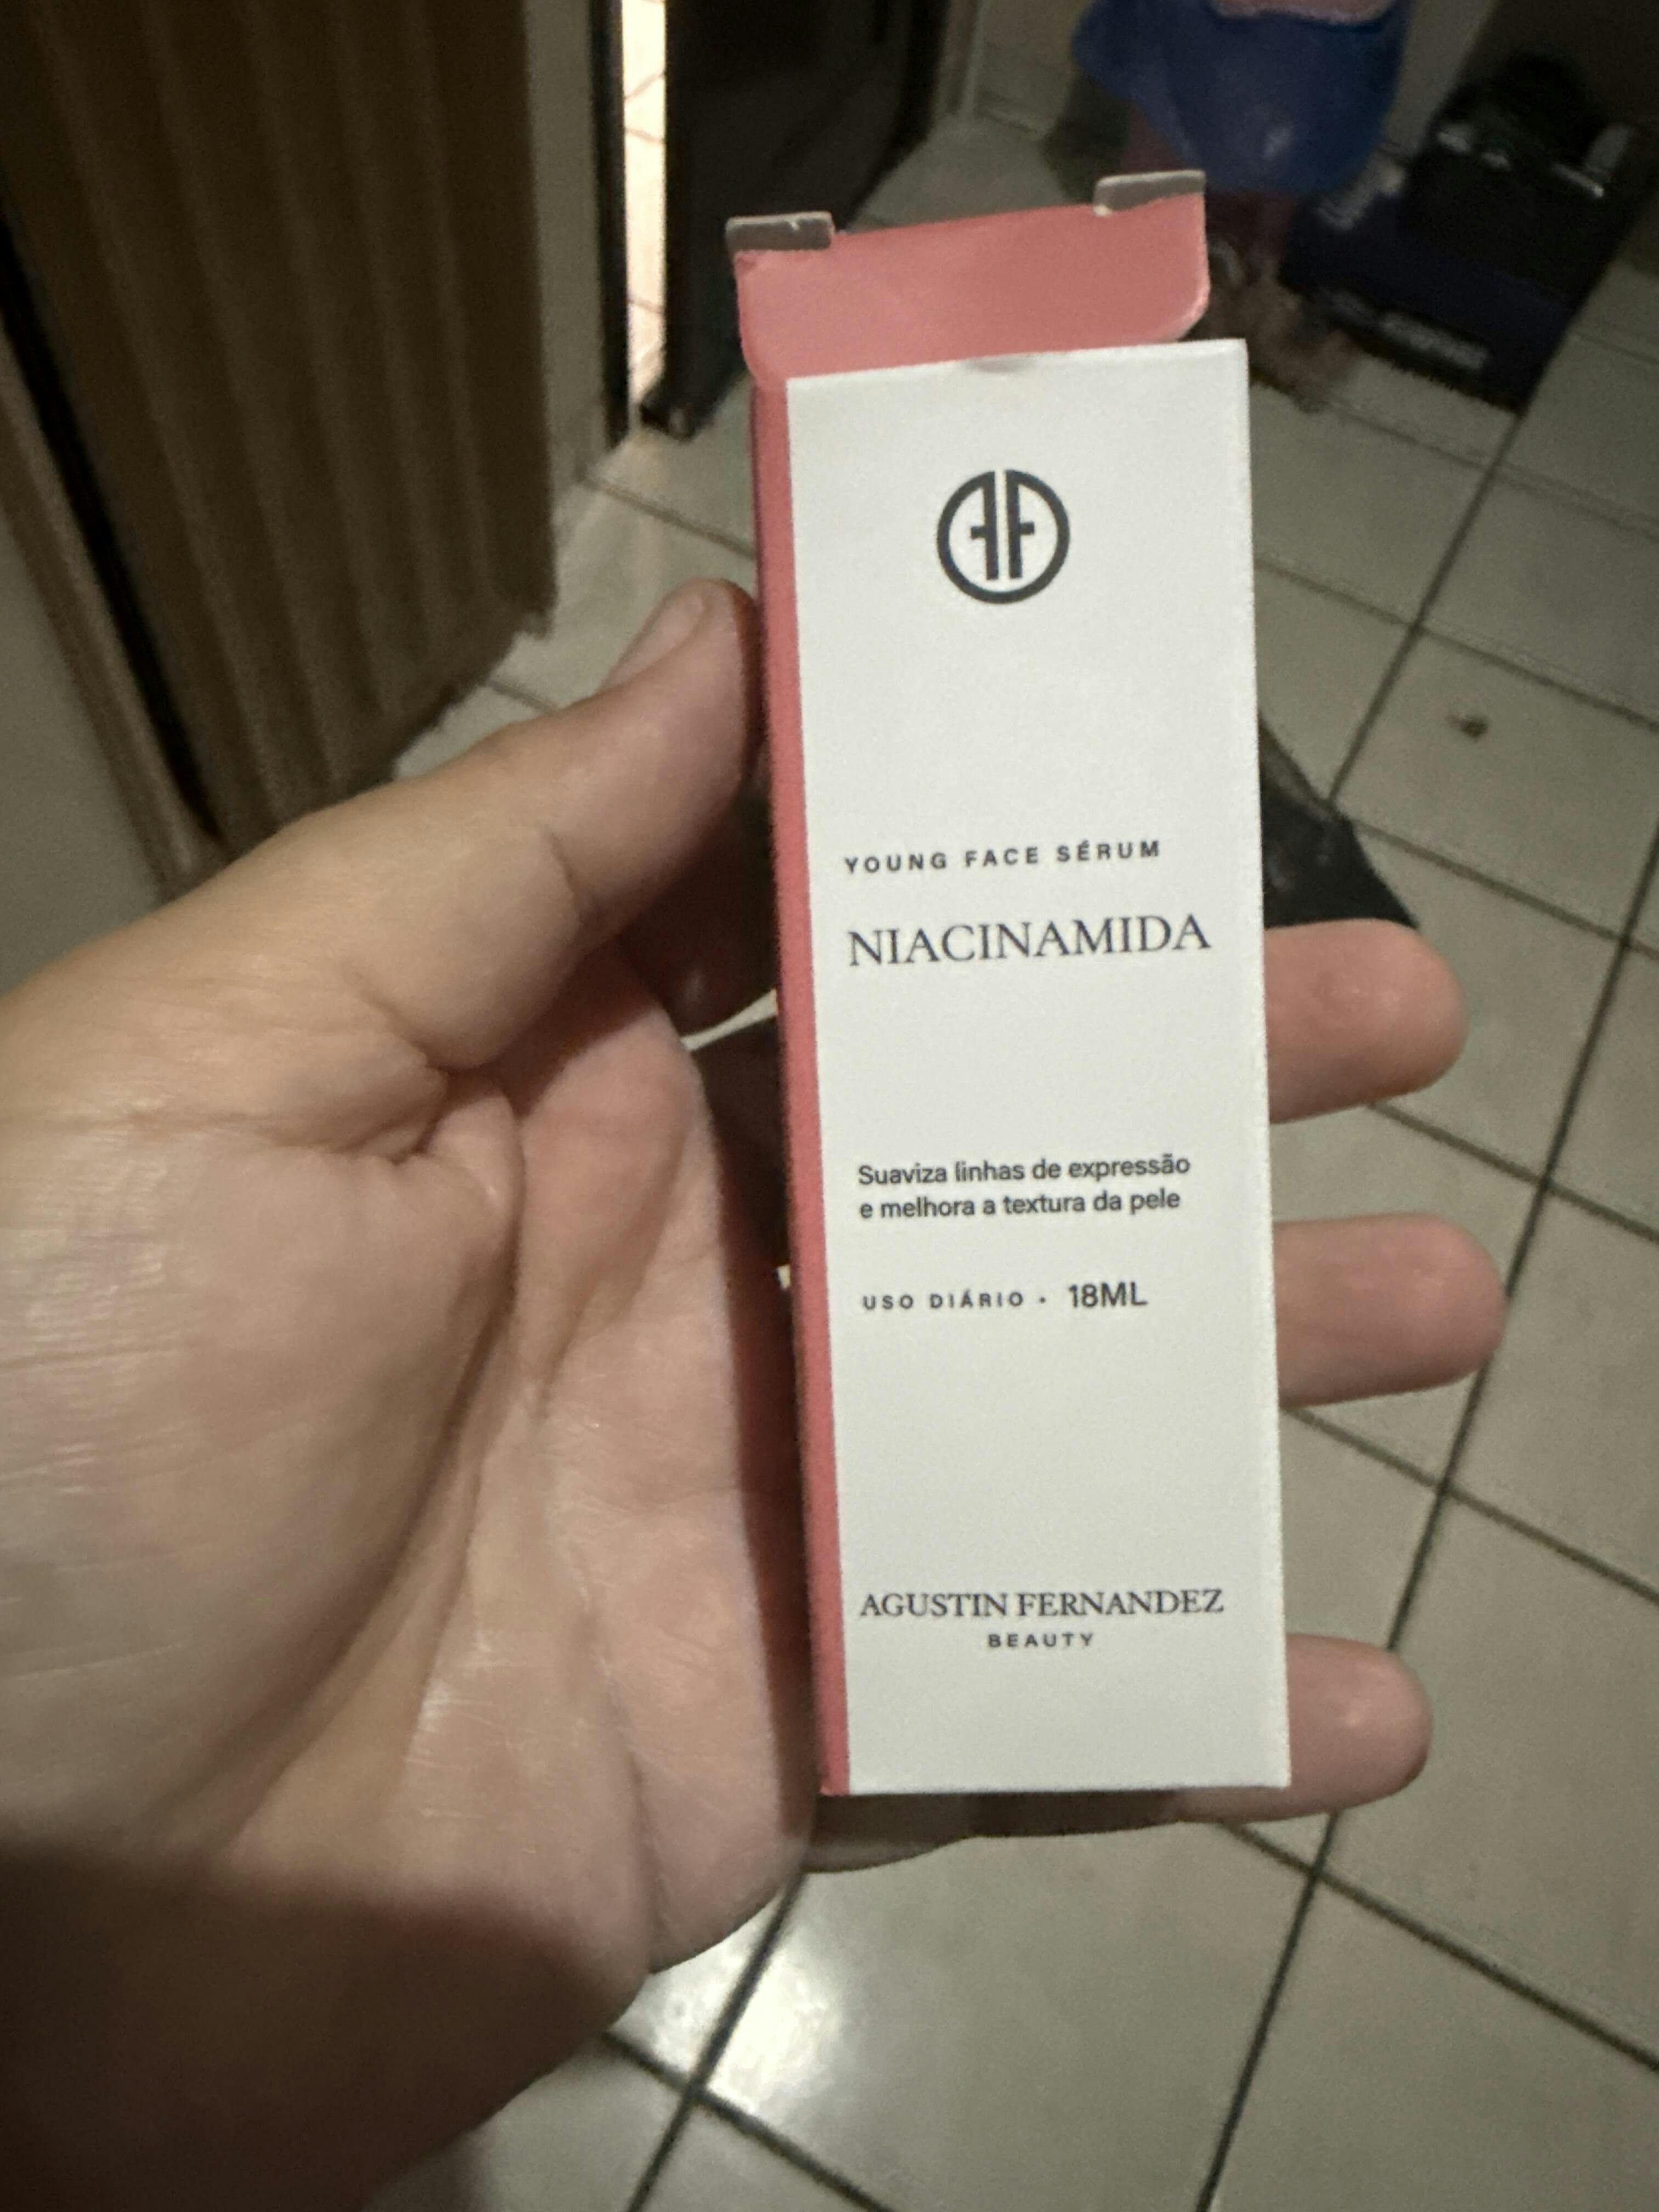 YOUNG FACE SÉRUM
NIACINAMIDA
Suaviza linhas de expressão
e melhora a textura da pele
USO DIÁRIO · 18ML
AGUSTIN FERNANDEZ
BEAUTY